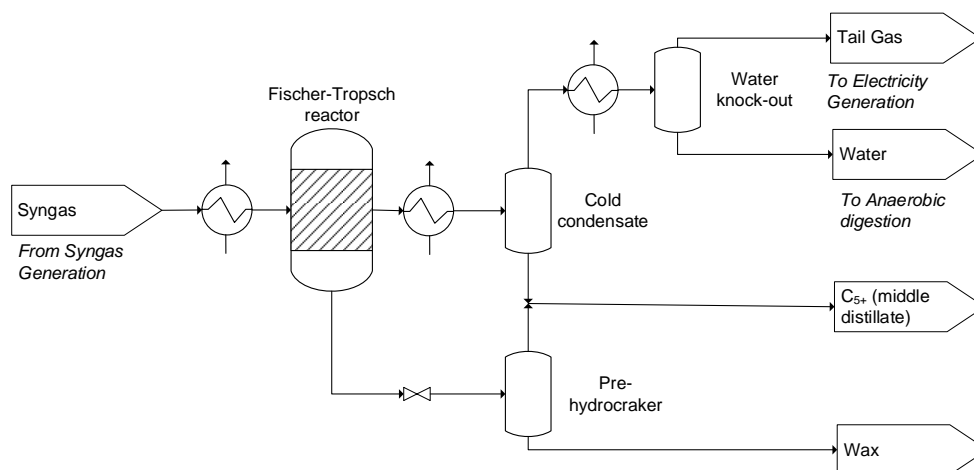 Tail Gas
To Electricity
Generation
Water
knock-out
Fischer-Tropsch
reactor
Water
To Anaerobic
digestion
Syngas
From Syngas
Generation
Cold
condensate
C₅₊ (middle
distillate)
Pre-
hydrocraker
Wax